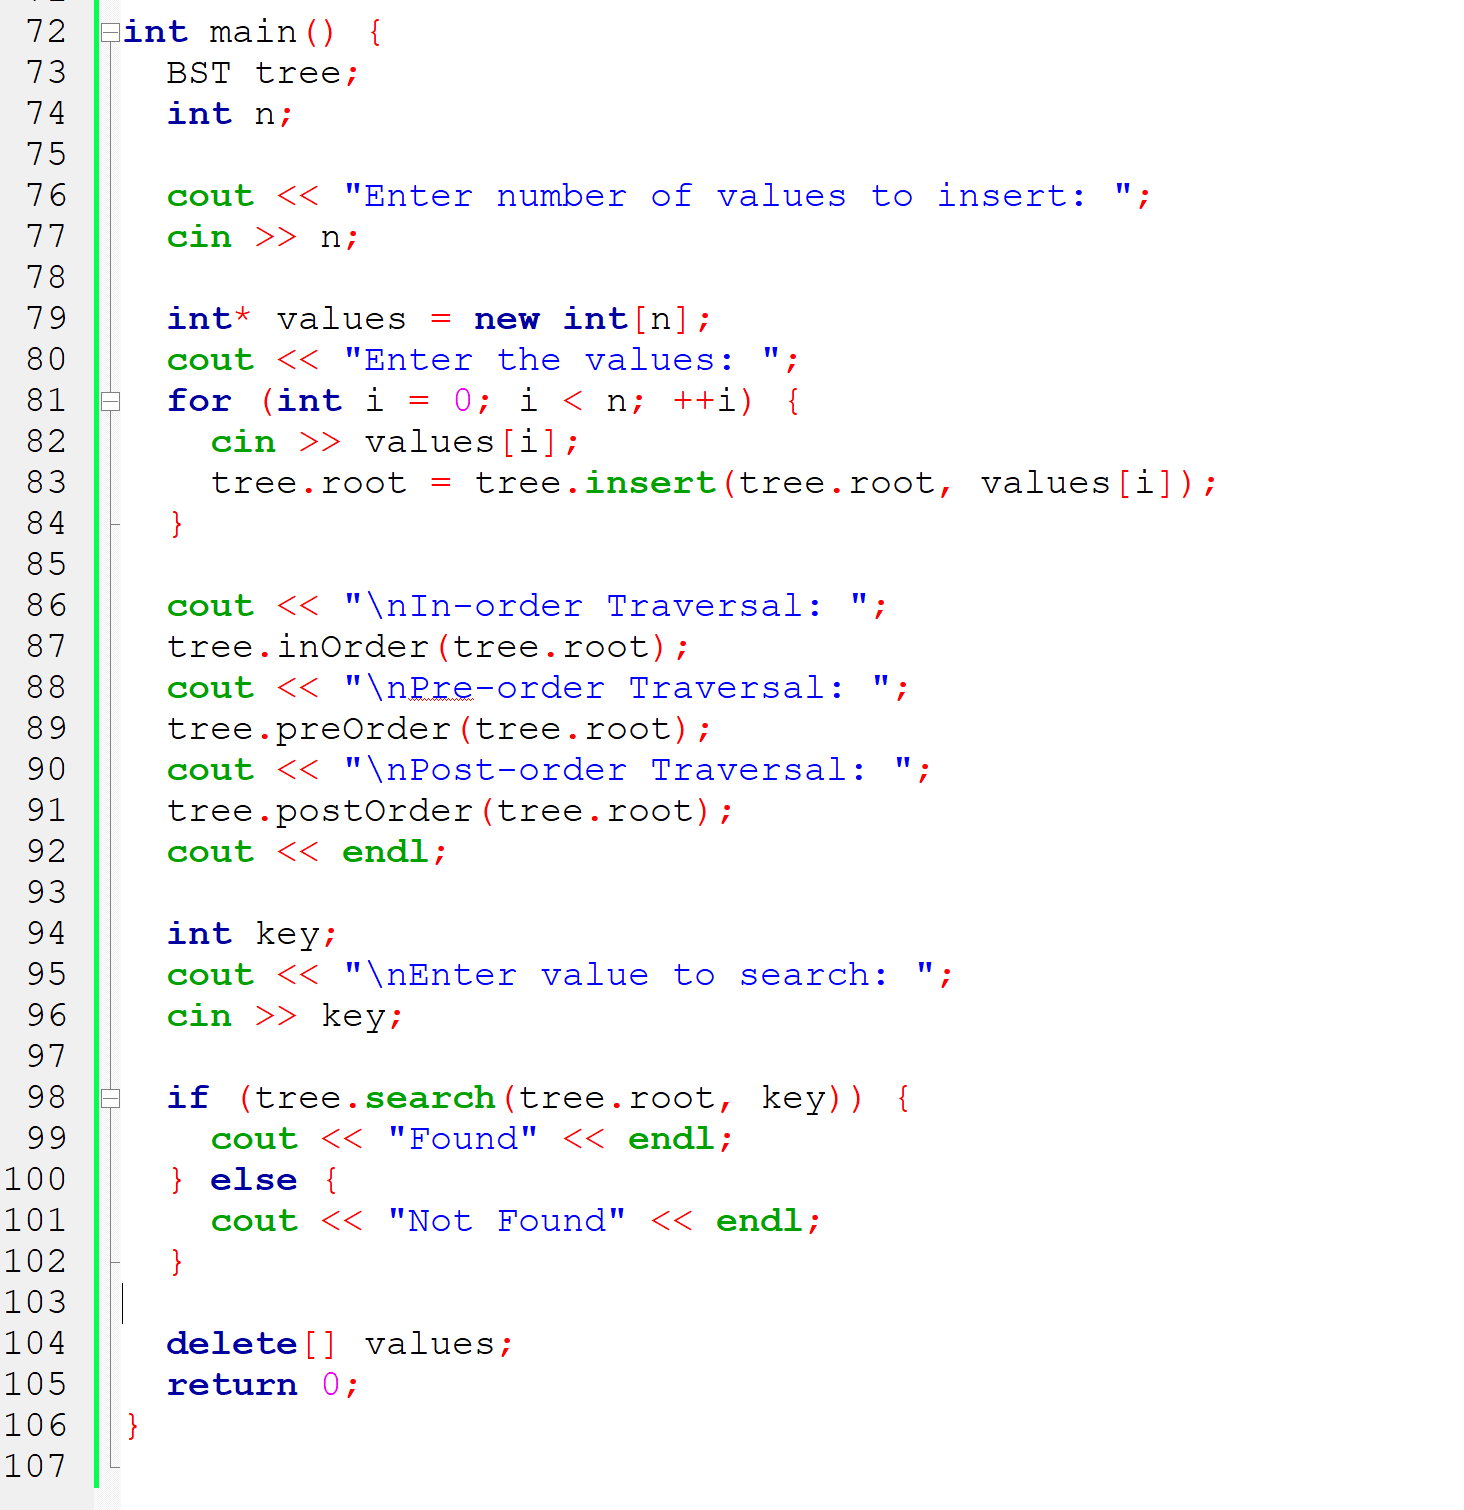 72 int main() {
73   BST tree;
74   int n;
75
76   cout << "Enter number of values to insert: ";
77   cin >> n;
78
79   int* values = new int[n];
80   cout << "Enter the values: ";
81   for (int i = 0; i < n; ++i) {
82     cin >> values[i];
83     tree.root = tree.insert(tree.root, values[i]);
84   }
85
86   cout << "\nIn-order Traversal: ";
87   tree.inOrder(tree.root);
88   cout << "\nPre-order Traversal: ";
89   tree.preOrder(tree.root);
90   cout << "\nPost-order Traversal: ";
91   tree.postOrder(tree.root);
92   cout << endl;
93
94   int key;
95   cout << "\nEnter value to search: ";
96   cin >> key;
97
98   if (tree.search(tree.root, key)) {
99     cout << "Found" << endl;
100   } else {
101     cout << "Not Found" << endl;
102   }
103
104   delete[] values;
105   return 0;
106 }
107